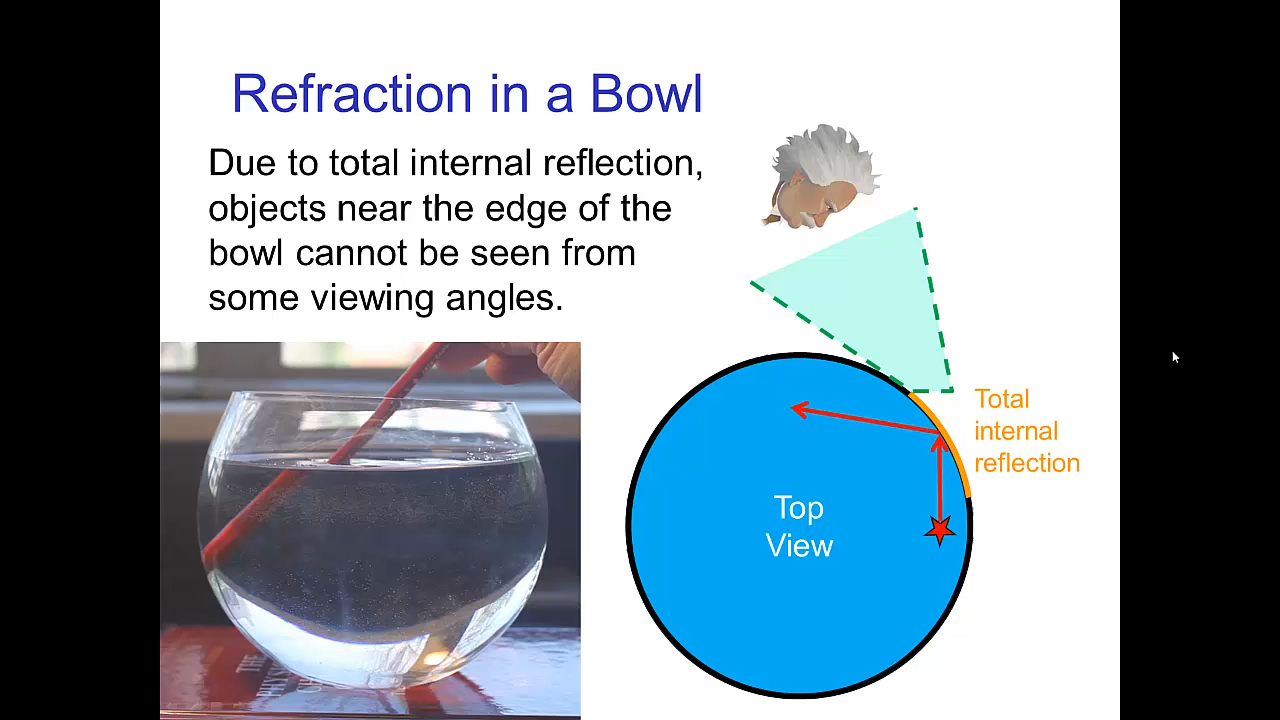 Refraction in a Bowl
Due to total internal reflection,
objects near the edge of the
bowl cannot be seen from
some viewing angles.
Total
internal
reflection
Top
View
THE